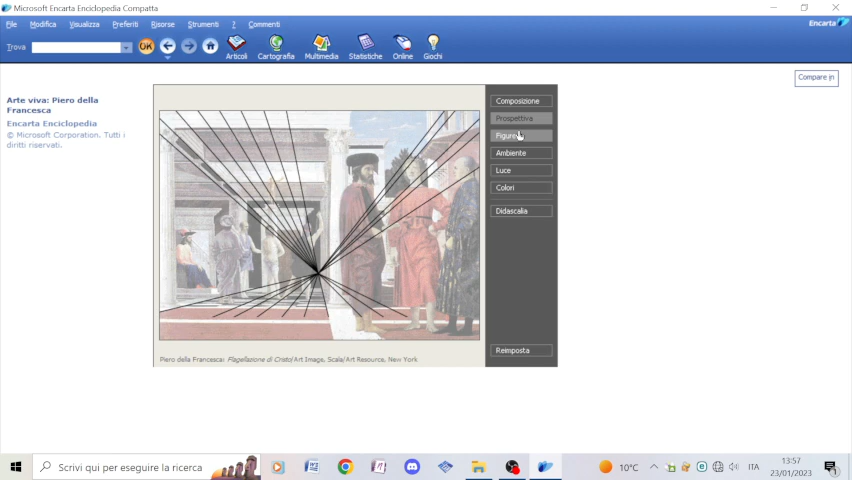 Microsoft Encarta Enciclopedia Compatta
File Modifica Visualizza Preferiti Risorse Strumenti ? Commenti
Encarta
Trova OK
Articoli Cartografia Multimedia Statistiche Online Giochi
Compare in
Arte viva: Piero della
Francesca
Encarta Enciclopedia
© Microsoft Corporation. Tutti i
diritti riservati.
Composizione
Prospettiva
Figure
Ambiente
Luce
Colori
Didascalia
Reimposta
Piero della Francesca: Flagellazione di Cristo/Art Image, Scala/Art Resource, New York
Scrivi qui per eseguire la ricerca
10°C
ITA
13:57
23/01/2023
1